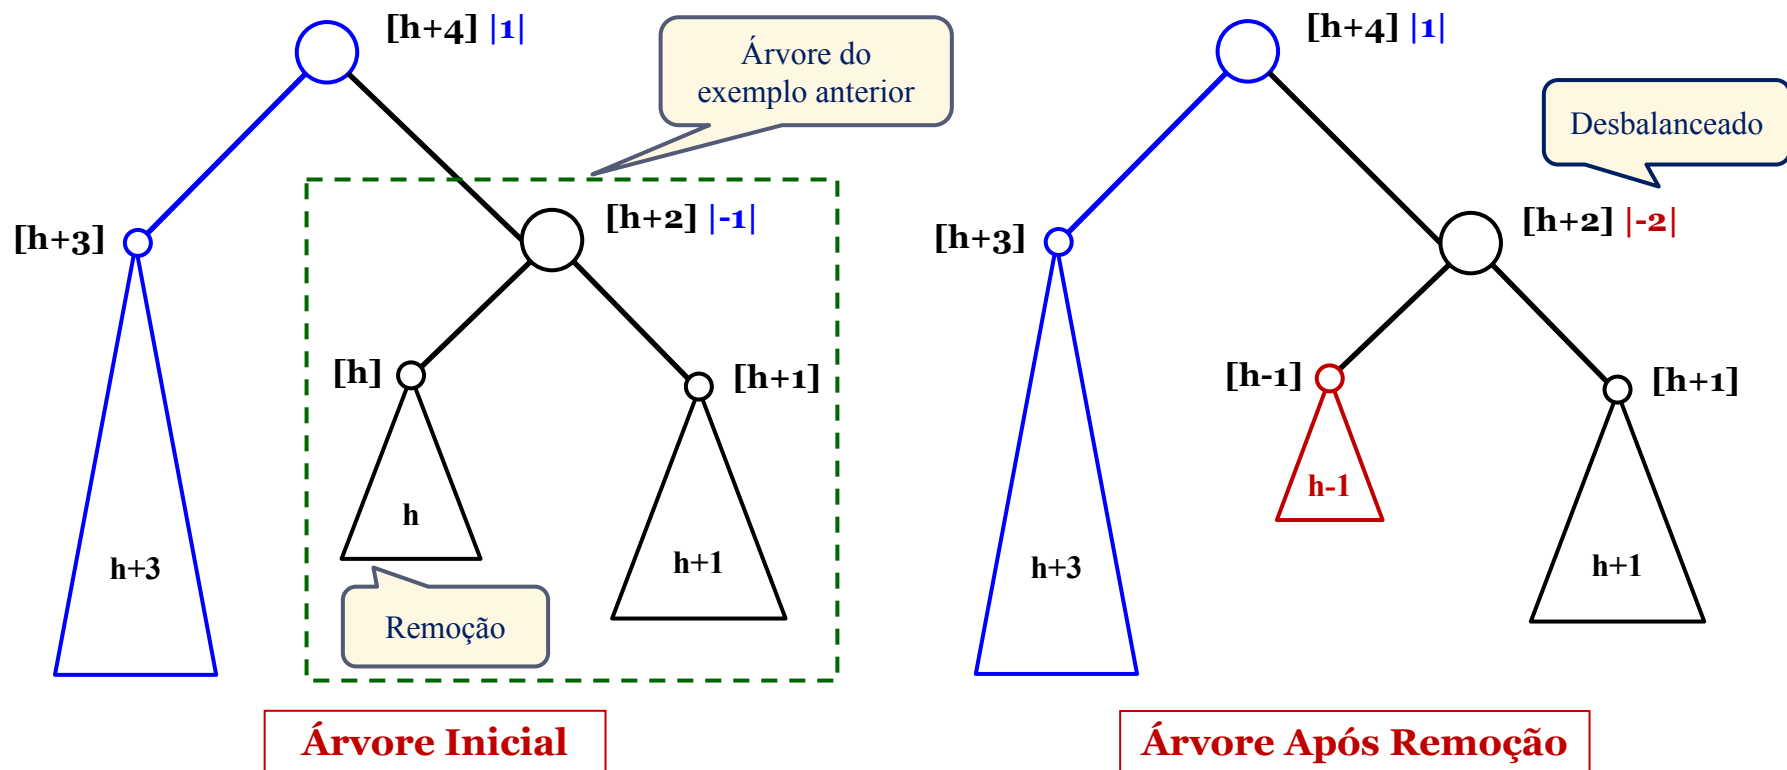 [h+4] |1|
Árvore do
exemplo anterior
[h+3]
[h+2] |-1|
[h]
[h+1]
h
h+3
h+1
Remoção
Árvore Inicial
[h+4] |1|
Desbalanceado
[h+3]
[h+2] |-2|
[h-1]
[h+1]
h-1
h+3
h+1
Árvore Após Remoção